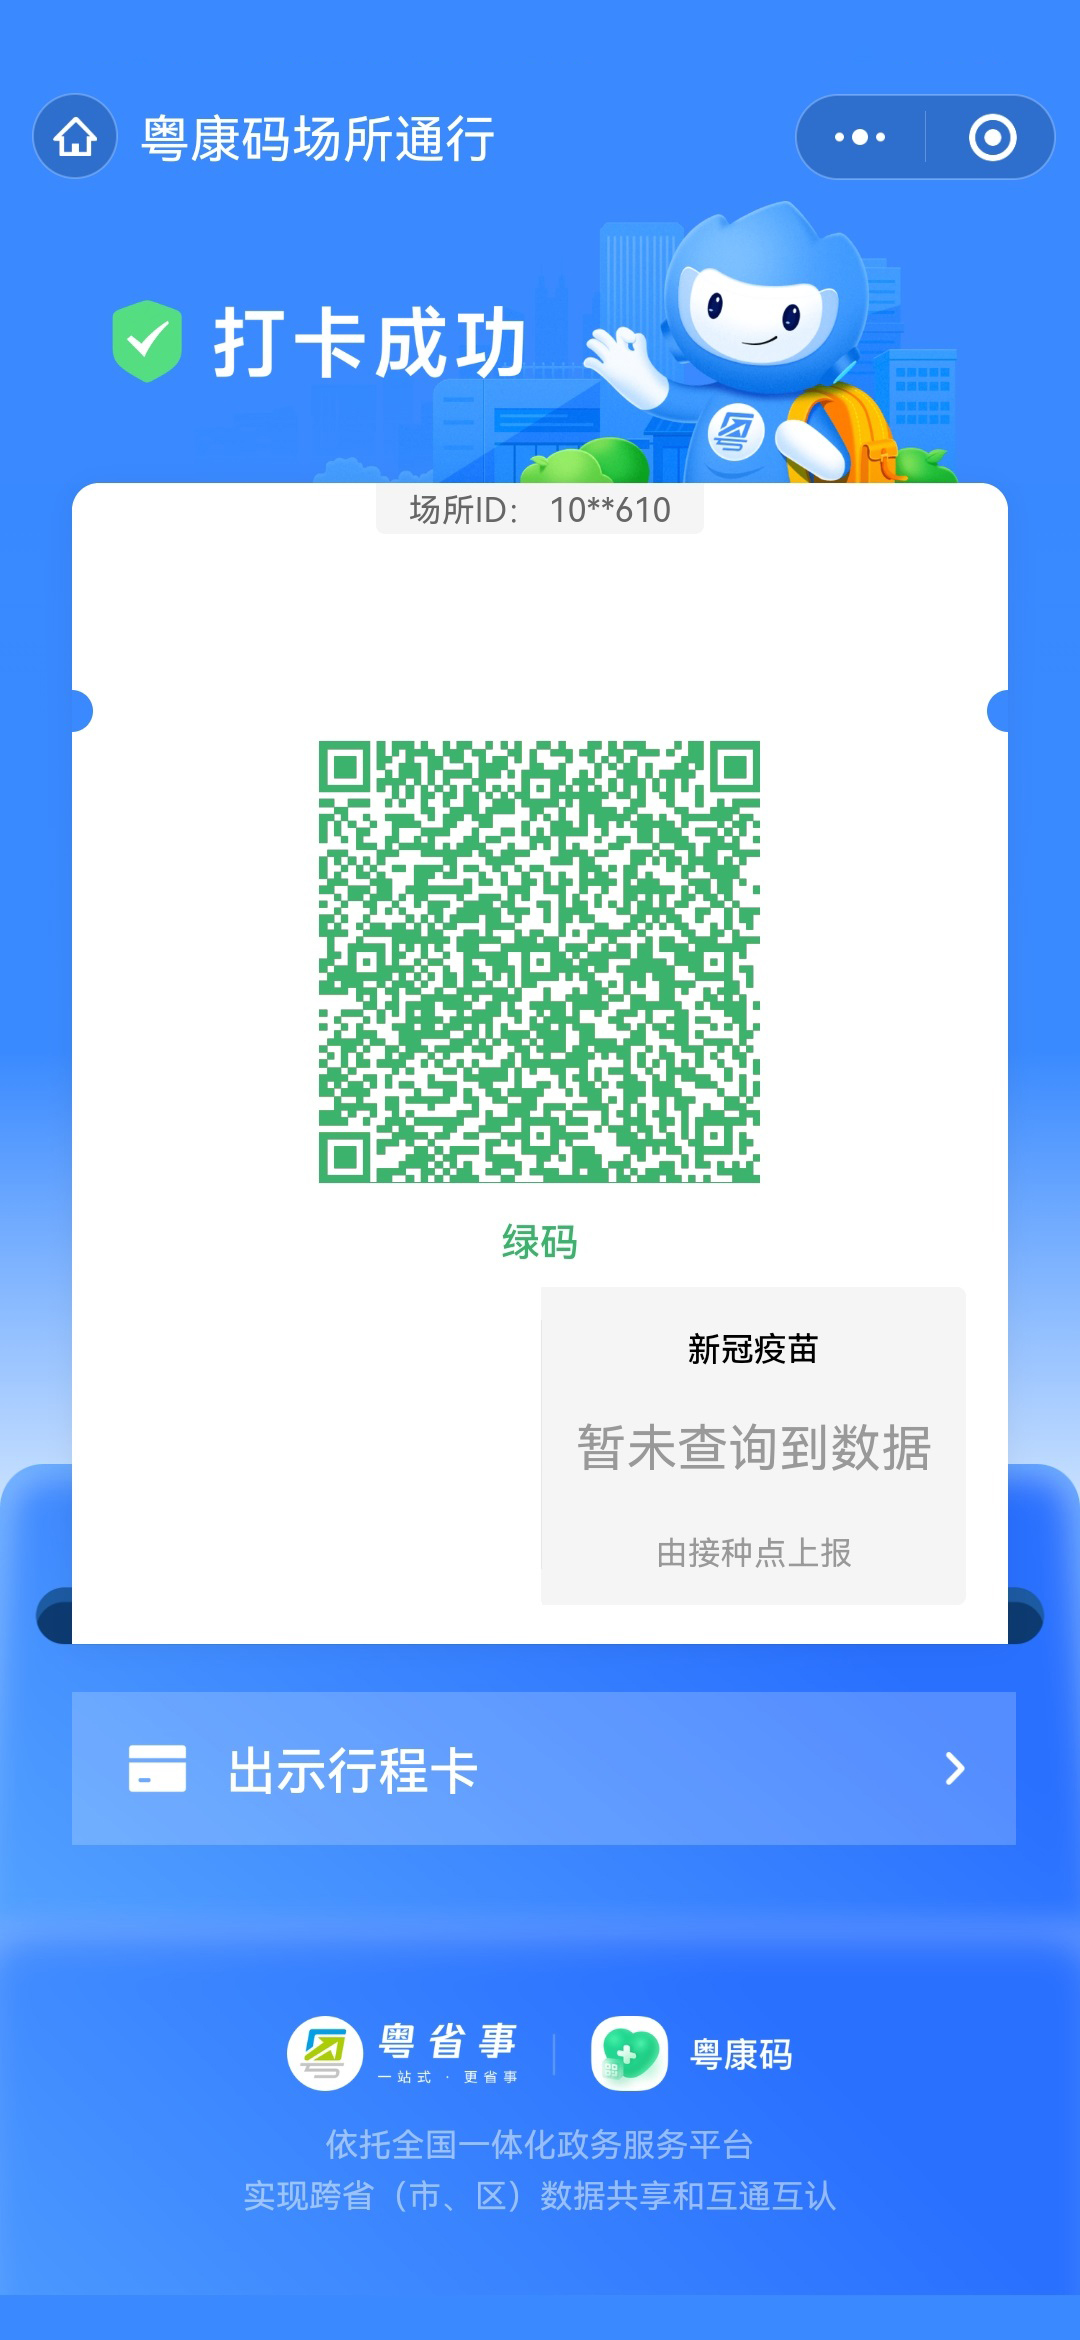 粤康码场所通行
打卡成功
场所ID： 10**610
绿码
新冠疫苗
暂未查询到数据
由接种点上报
出示行程卡
粤省事
一站式 · 更省事
粤康码
依托全国一体化政务服务平台
实现跨省（市、区）数据共享和互通互认